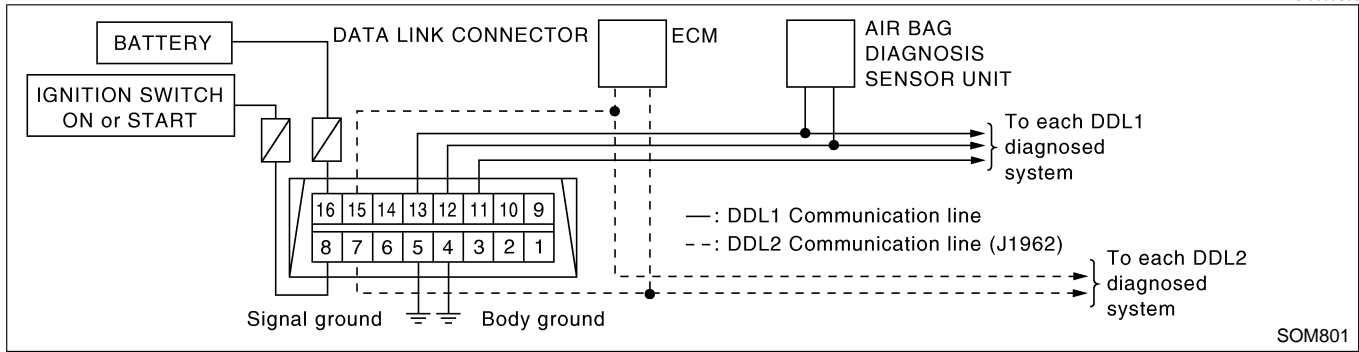 BATTERY
DATA LINK CONNECTOR
ECM
AIR BAG
DIAGNOSIS
SENSOR UNIT
IGNITION SWITCH
ON or START
To each DDL1
diagnosed
system
16 15 14 13 12 11 10 9
8 7 6 5 4 3 2 1
—: DDL1 Communication line
- -: DDL2 Communication line (J1962)
To each DDL2
diagnosed
system
Signal ground
Body ground
SOM801